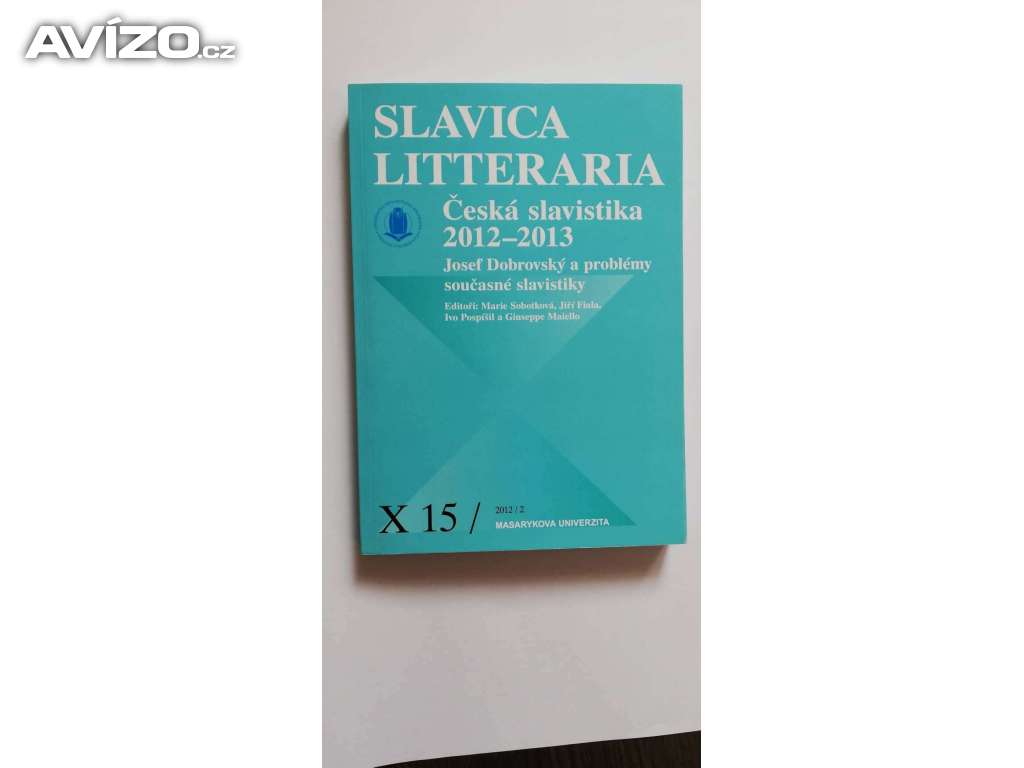 AVÍZO.cz
SLAVICA
LITTERARIA
Česká slavistika
2012–2013
Josef Dobrovský a problémy
současné slavistiky
Editoři: Marie Sobotková, Jiří Fiala,
Ivo Pospíšil a Giuseppe Maiello
X 15 / 2012 / 2
MASARYKOVA UNIVERZITA